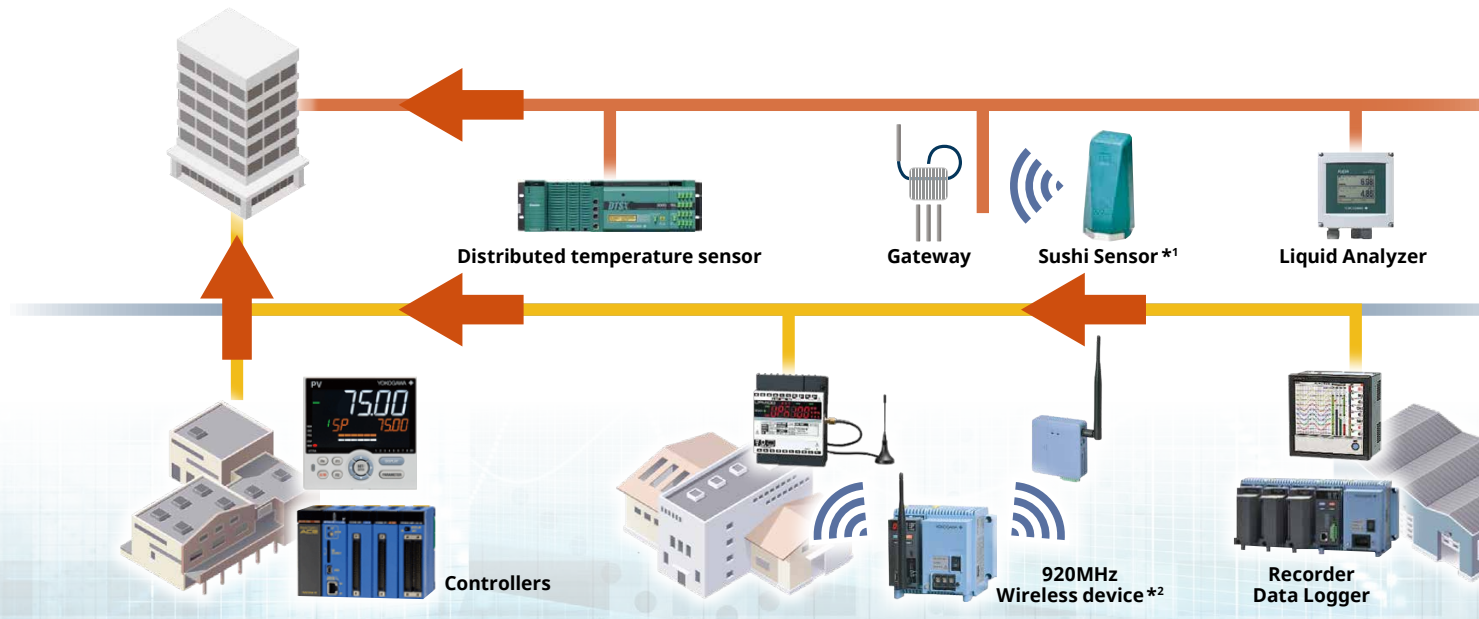 Distributed temperature sensor
Gateway
Sushi Sensor *1
Liquid Analyzer
PV
YOKOGAWA
75.00
SP 75.00
Controllers
920MHz
Wireless device *2
Recorder
Data Logger